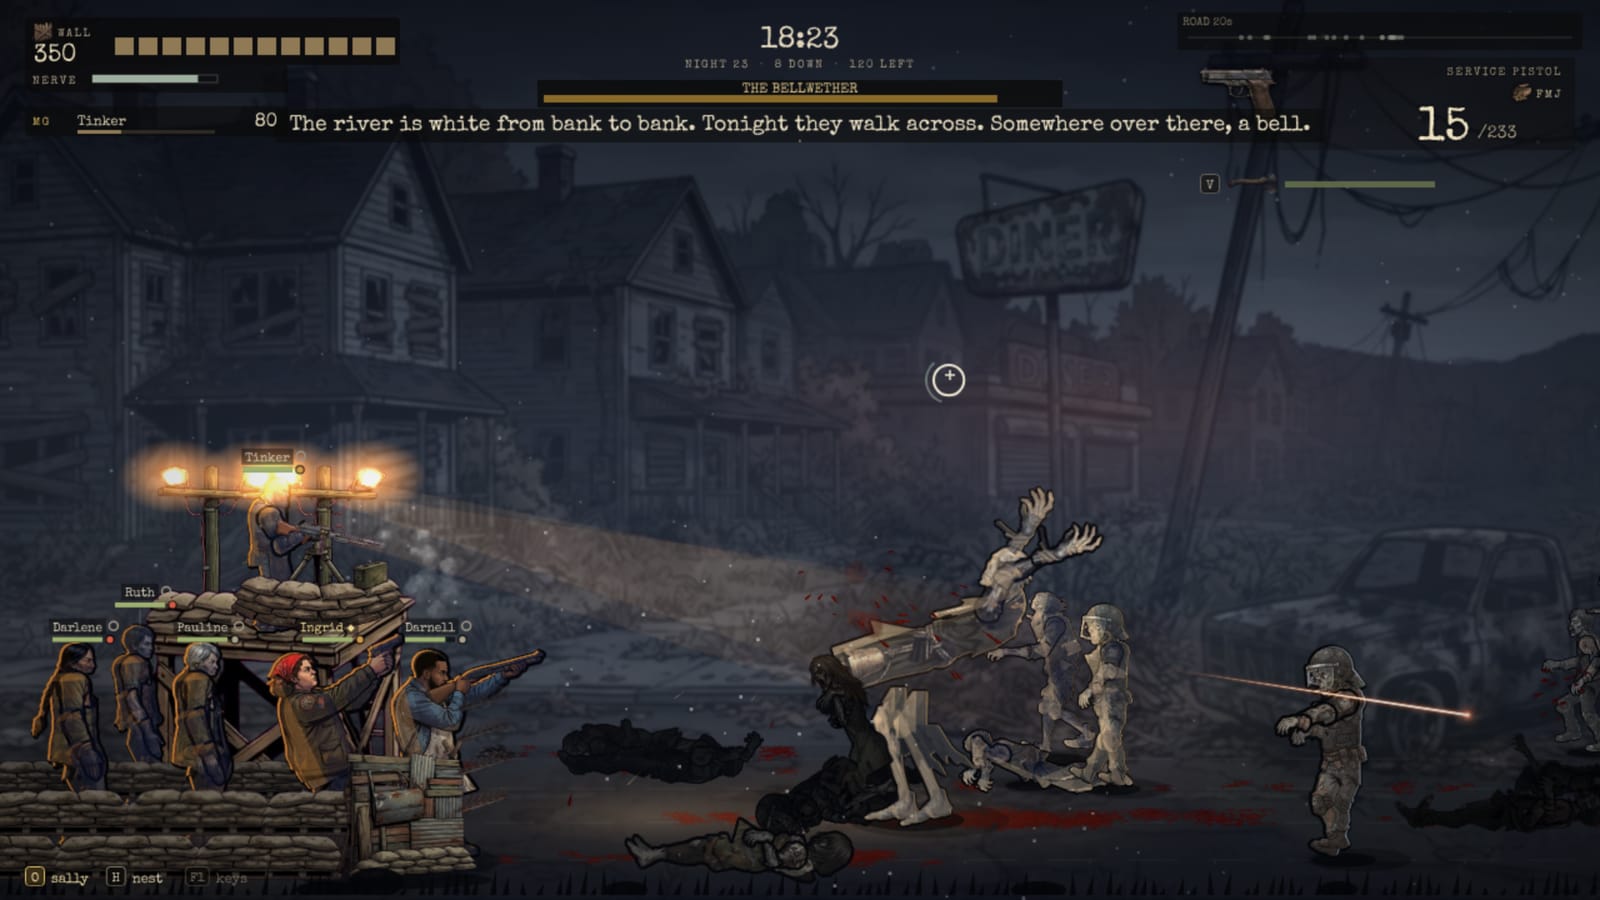 WALL
350
NERVE
MG Tinker 80
18:23
NIGHT 23 · 8 DOWN · 120 LEFT
THE BELLWETHER
The river is white from bank to bank. Tonight they walk across. Somewhere over there, a bell.
ROAD 20s
SERVICE PISTOL
FMJ
15 /233
V
DINER
DINER
Tinker
Ruth
Darlene
Pauline
Ingrid
Darnell
O sally H nest F1 keys